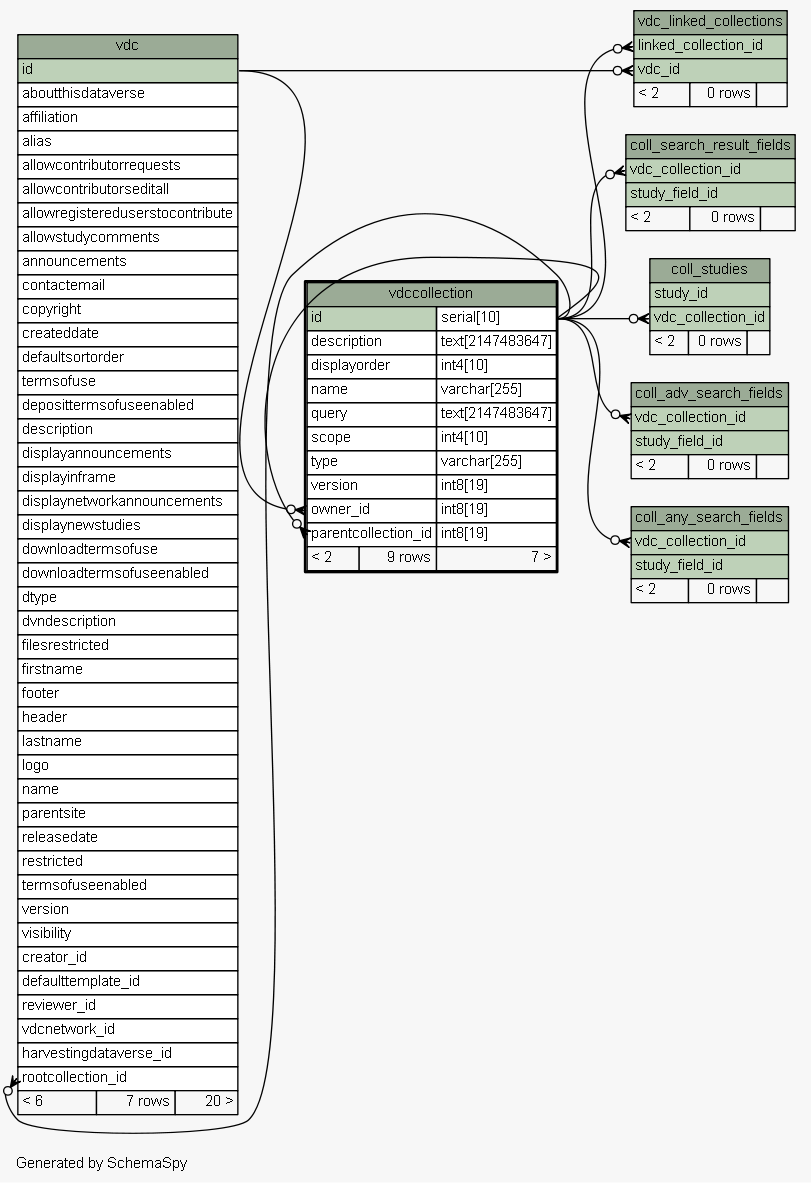 vdc
id
aboutthisdataverse
affiliation
alias
allowcontributorrequests
allowcontributorseditall
allowregistereduserstocontribute
allowstudycomments
announcements
contactemail
copyright
createddate
defaultsortorder
termsofuse
deposittermsofuseenabled
description
displayannouncements
displayinframe
displaynetworkannouncements
displaynewstudies
downloadtermsofuse
downloadtermsofuseenabled
dtype
dvndescription
filesrestricted
firstname
footer
header
lastname
logo
name
parentsite
releasedate
restricted
termsofuseenabled
version
visibility
creator_id
defaulttemplate_id
reviewer_id
vdcnetwork_id
harvestingdataverse_id
rootcollection_id
< 6 7 rows 20 >
vdccollection
id serial[10]
description text[2147483647]
displayorder int4[10]
name varchar[255]
query text[2147483647]
scope int4[10]
type varchar[255]
version int8[19]
owner_id int8[19]
parentcollection_id int8[19]
< 2 9 rows 7 >
vdc_linked_collections
linked_collection_id
vdc_id
< 2 0 rows
coll_search_result_fields
vdc_collection_id
study_field_id
< 2 0 rows
coll_studies
study_id
vdc_collection_id
< 2 0 rows
coll_adv_search_fields
vdc_collection_id
study_field_id
< 2 0 rows
coll_any_search_fields
vdc_collection_id
study_field_id
< 2 0 rows
Generated by SchemaSpy